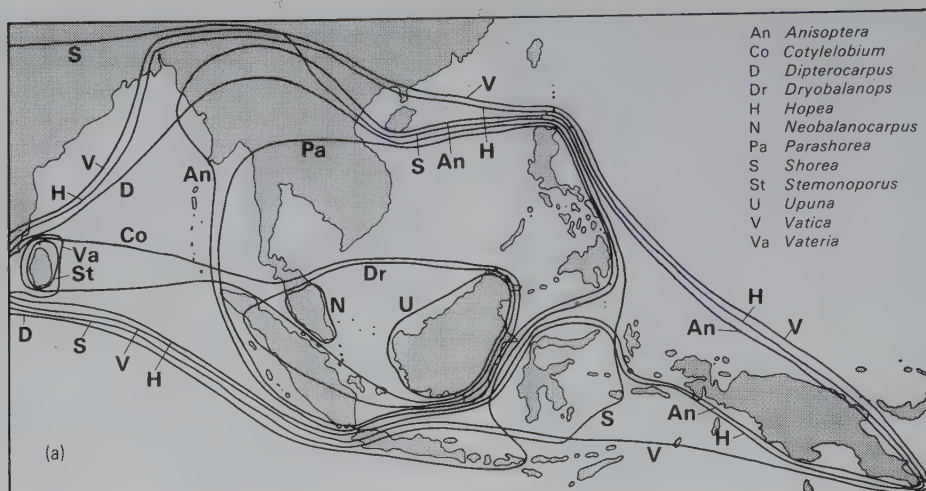 An Anisoptera
Co Cotylelobium
D Dipterocarpus
Dr Dryobalanops
H Hopea
N Neobalanocarpus
Pa Parashorea
S Shorea
St Stemonoporus
U Upuna
V Vatica
Va Vateria
S
V
V
H
D
An
Pa
S
An
H
Co
Va
St
Dr
N
U
H
An
V
D
S
V
H
S
An
H
V
(a)